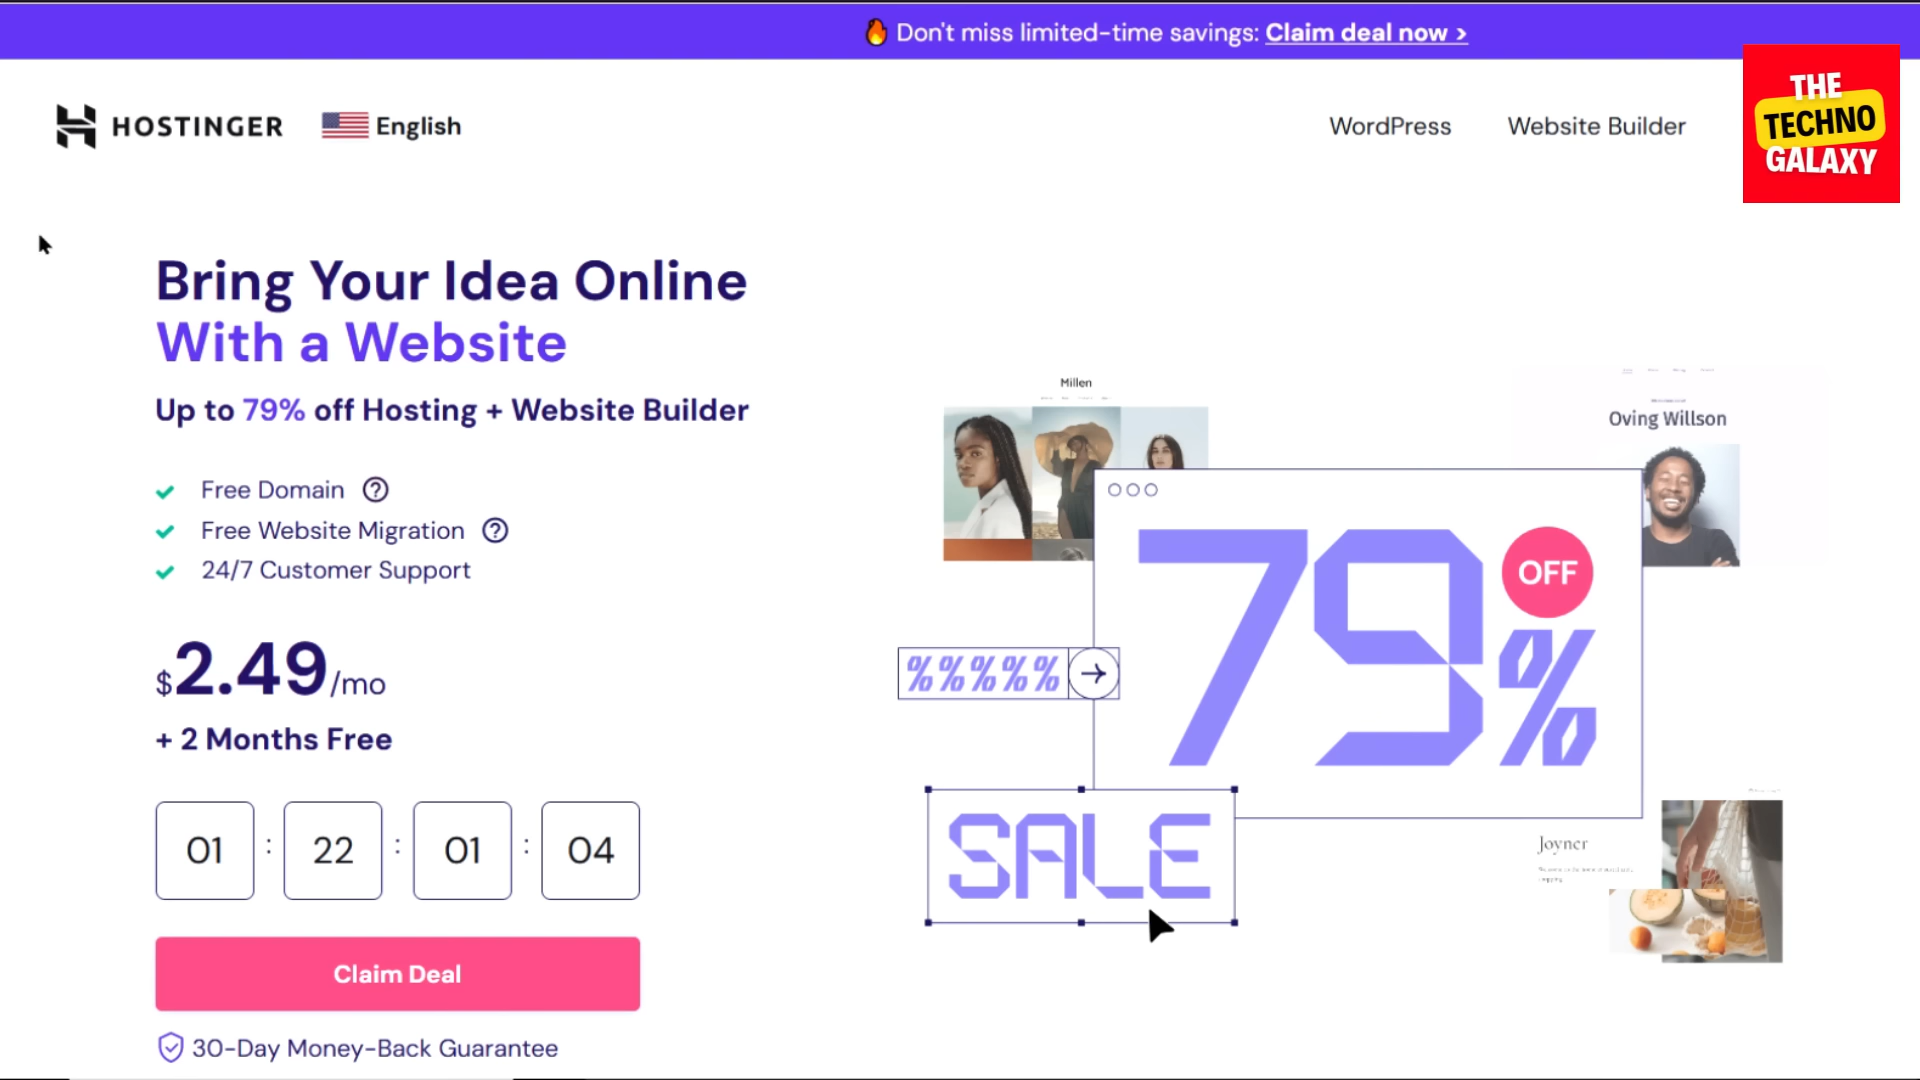 🔥 Don't miss limited-time savings: Claim deal now >
HOSTINGER
English
WordPress
Website Builder
THE
TECHNO
GALAXY
Bring Your Idea Online
With a Website
Up to 79% off Hosting + Website Builder
Free Domain
Free Website Migration
24/7 Customer Support
$2.49/mo
+ 2 Months Free
01 : 22 : 01 : 04
Claim Deal
30-Day Money-Back Guarantee
Millen
Oving Willson
79%
OFF
%%%%%
SALE
Joyner